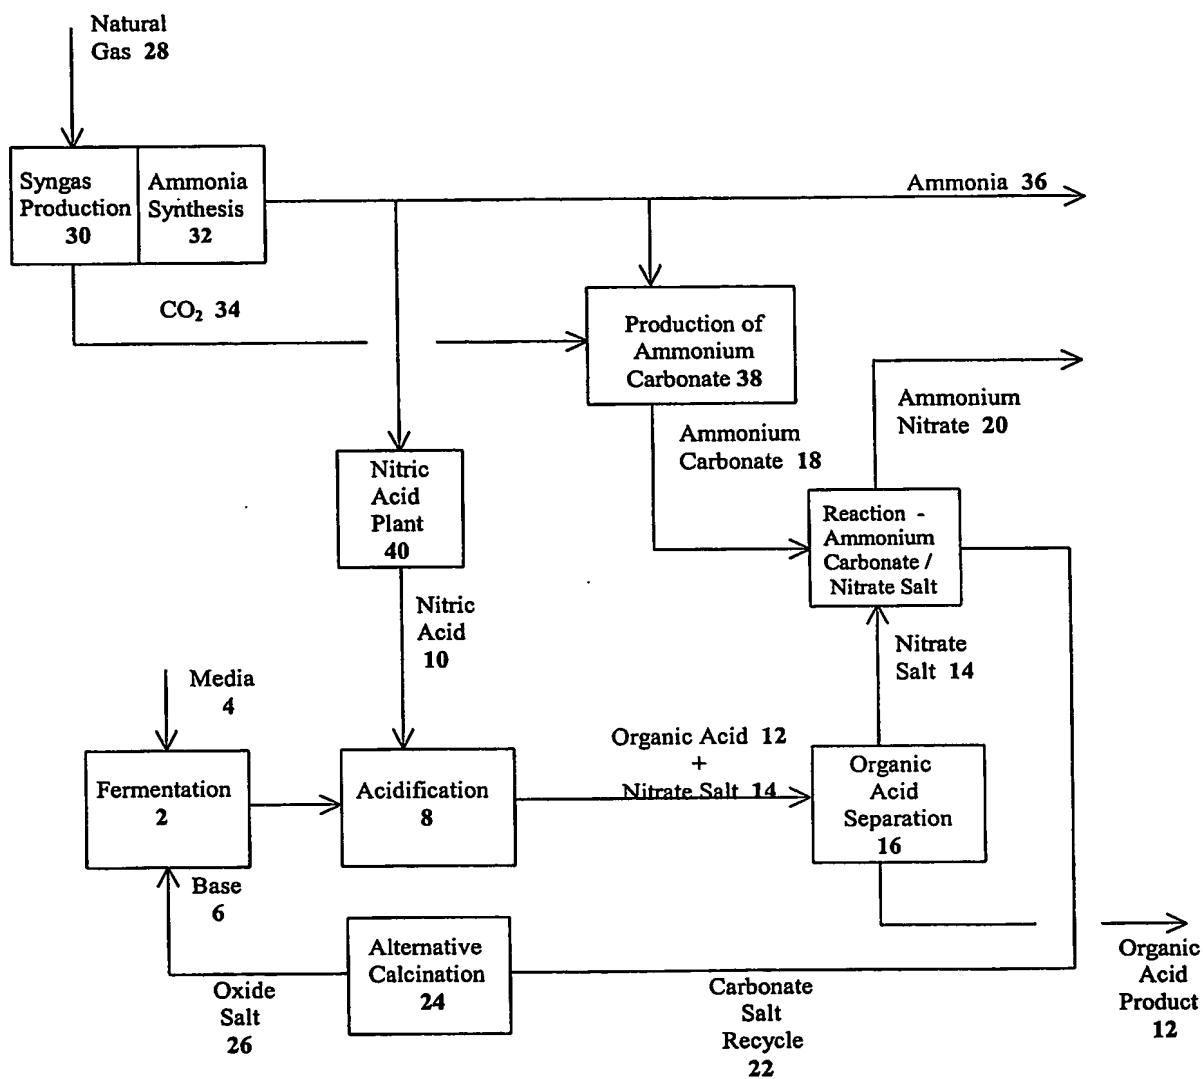 Natural
Gas 28
Syngas
Production
30
Ammonia
Synthesis
32
Ammonia 36
CO₂ 34
Production of
Ammonium
Carbonate 38
Ammonium
Nitrate 20
Ammonium
Carbonate 18
Nitric
Acid
Plant
40
Reaction -
Ammonium
Carbonate /
Nitrate Salt
Nitric
Acid
10
Nitrate
Salt 14
Media
4
Organic Acid 12
+
Nitrate Salt 14
Fermentation
2
Acidification
8
Organic
Acid
Separation
16
Base
6
Alternative
Calcination
24
Oxide
Salt
26
Carbonate
Salt
Recycle
22
Organic
Acid
Product
12